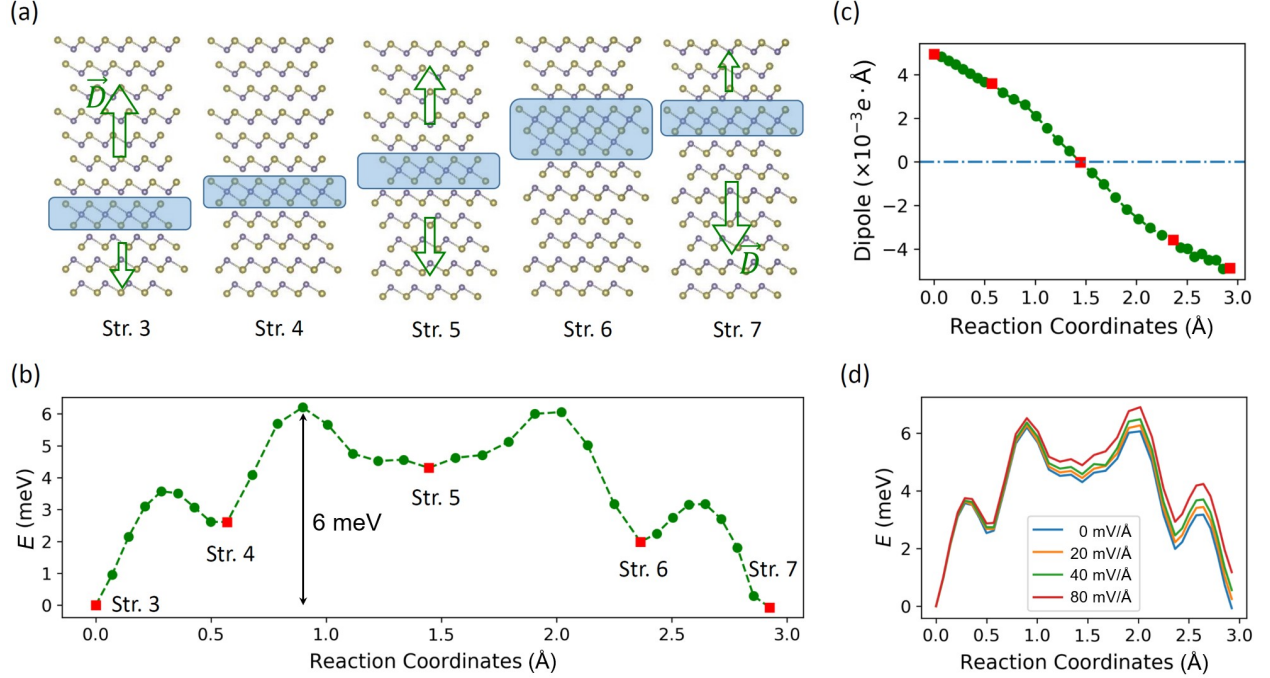 (a)
D
D
Str. 3
Str. 4
Str. 5
Str. 6
Str. 7
(b)
E (meV)
6
5
4
3
2
1
0
Str. 3
Str. 4
6 meV
Str. 5
Str. 6
Str. 7
0.0 0.5 1.0 1.5 2.0 2.5 3.0
Reaction Coordinates (Å)
(c)
Dipole (×10⁻³e · Å)
4
2
0
−2
−4
0.0 0.5 1.0 1.5 2.0 2.5 3.0
Reaction Coordinates (Å)
(d)
E (meV)
6
4
2
0
0 mV/Å
20 mV/Å
40 mV/Å
80 mV/Å
0.0 0.5 1.0 1.5 2.0 2.5 3.0
Reaction Coordinates (Å)